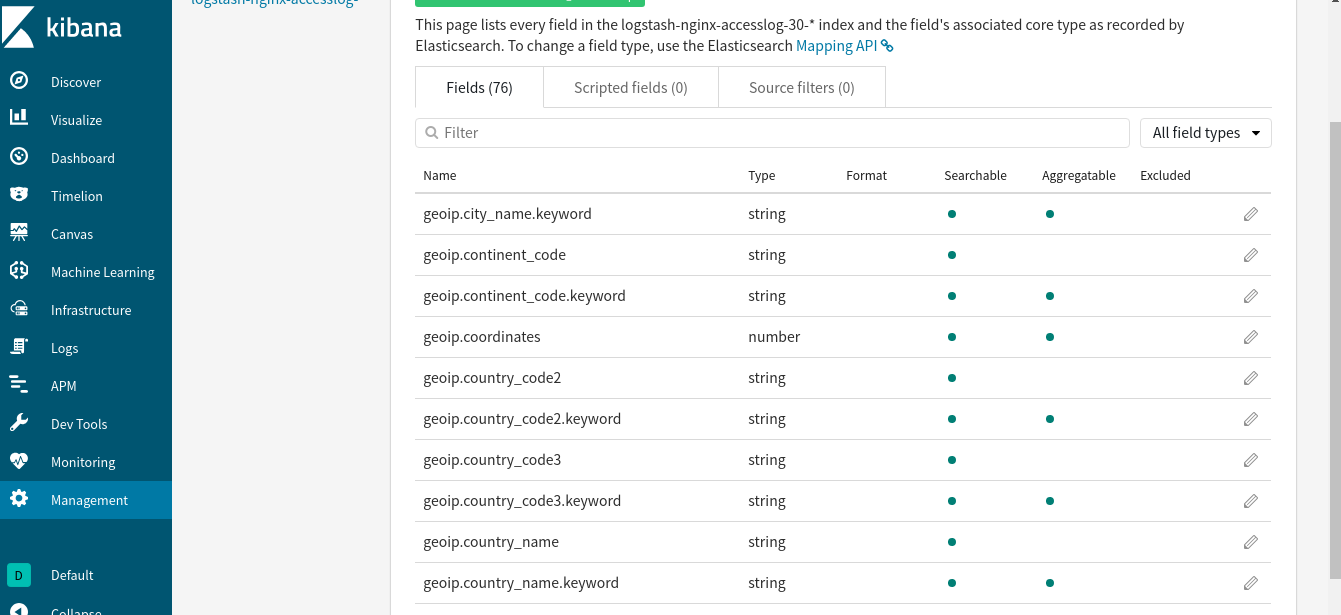 logstash-nginx-accesslog-
kibana
Discover
Visualize
Dashboard
Timelion
Canvas
Machine Learning
Infrastructure
Logs
APM
Dev Tools
Monitoring
Management
D Default
Collapse
This page lists every field in the logstash-nginx-accesslog-30-* index and the field's associated core type as recorded by
Elasticsearch. To change a field type, use the Elasticsearch Mapping API
Fields (76) Scripted fields (0) Source filters (0)
Filter All field types
Name Type Format Searchable Aggregatable Excluded
geoip.city_name.keyword string
geoip.continent_code string
geoip.continent_code.keyword string
geoip.coordinates number
geoip.country_code2 string
geoip.country_code2.keyword string
geoip.country_code3 string
geoip.country_code3.keyword string
geoip.country_name string
geoip.country_name.keyword string